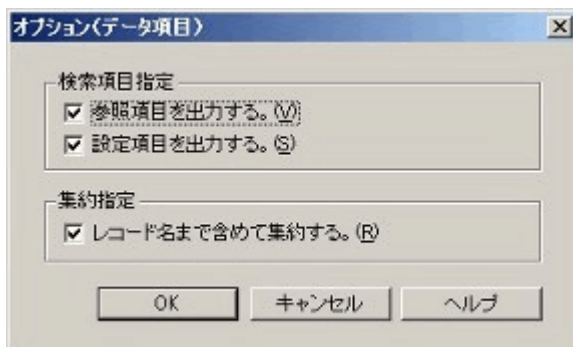 オプション(データ項目)
検索項目指定
参照項目を出力する。(V)
設定項目を出力する。(S)
集約指定
レコード名まで含めて集約する。(R)
OK キャンセル ヘルプ